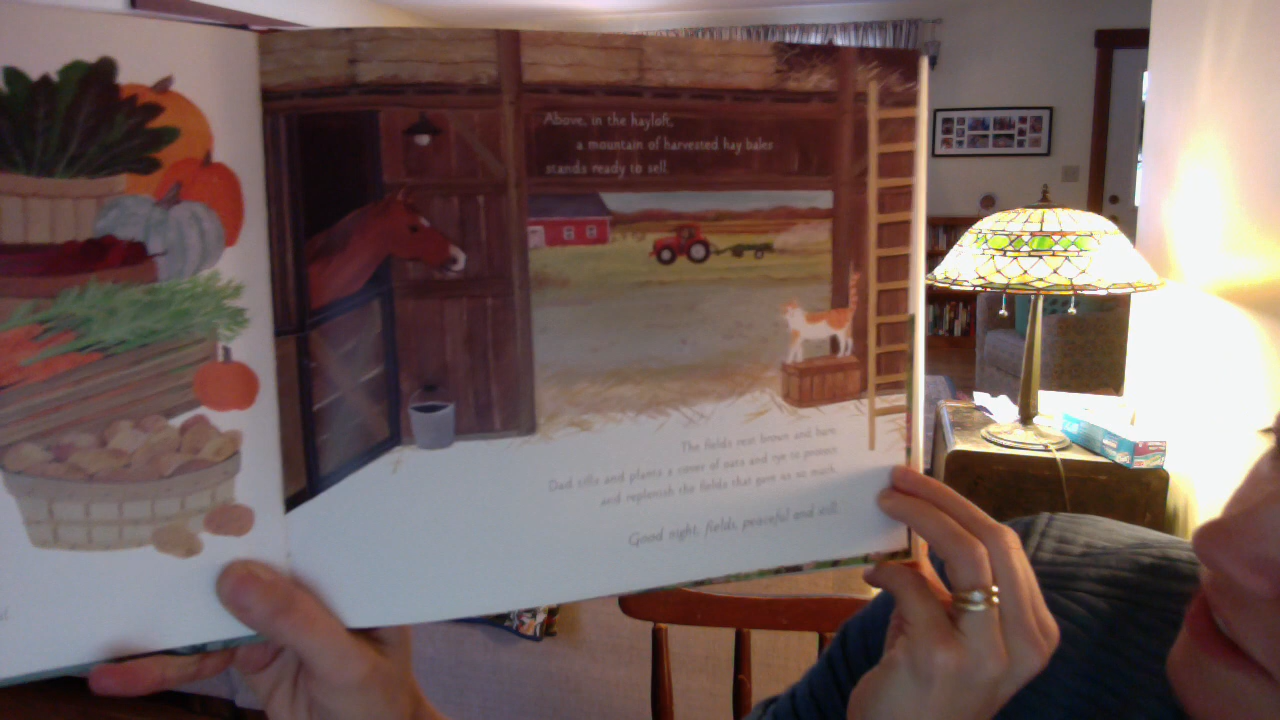 Above, in the hayloft,
a mountain of harvested hay bales
stands ready to sell.
The fields rest brown and bare.
Dad tills and plants a cover of oats and rye to protect
and replenish the fields that gave us so much.
Good night, fields, peaceful and still.